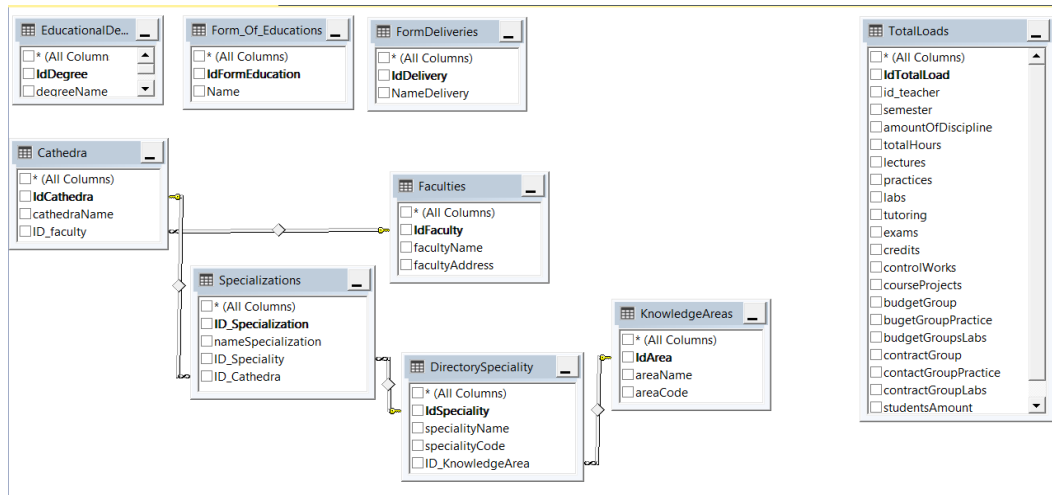 EducationalDe...
* (All Column
IdDegree
degreeName
Form_Of_Educations
* (All Columns)
IdFormEducation
Name
FormDeliveries
* (All Columns)
IdDelivery
NameDelivery
TotalLoads
* (All Columns)
IdTotalLoad
id_teacher
semester
amountOfDiscipline
totalHours
lectures
practices
labs
tutoring
exams
credits
controlWorks
courseProjects
budgetGroup
bugetGroupPractice
budgetGroupsLabs
contractGroup
contactGroupPractice
contractGroupLabs
studentsAmount
Cathedra
* (All Columns)
IdCathedra
cathedraName
ID_faculty
Faculties
* (All Columns)
IdFaculty
facultyName
facultyAddress
Specializations
* (All Columns)
ID_Specialization
nameSpecialization
ID_Speciality
ID_Cathedra
DirectorySpeciality
* (All Columns)
IdSpeciality
specialityName
specialityCode
ID_KnowledgeArea
KnowledgeAreas
* (All Columns)
IdArea
areaName
areaCode